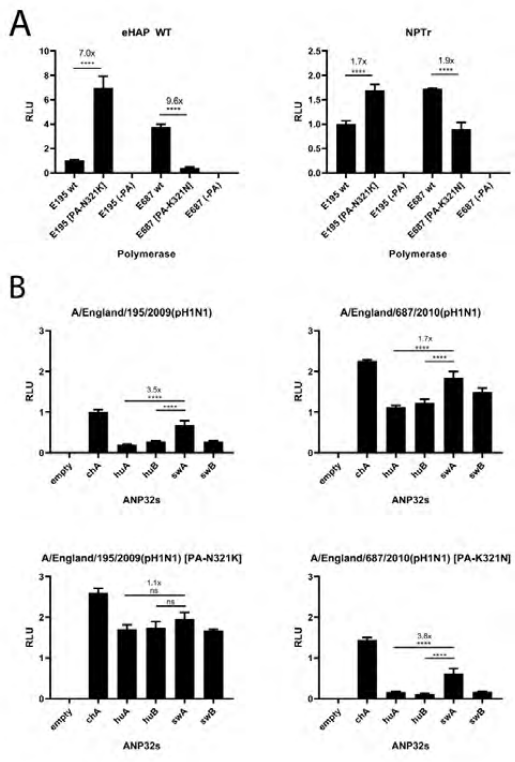 A
eHAP WT
NPTr
RLU
10
8
6
4
2
0
7.0x
****
9.6x
****
E195 wt
E195 [PA-N321K]
E195 (-PA)
E687 wt
E687 [PA-K321N]
E687 (-PA)
Polymerase
RLU
2.5
2.0
1.5
1.0
0.5
0.0
1.7x
****
1.9x
****
E195 wt
E195 [PA-N321K]
E195 (-PA)
E687 wt
E687 [PA-K321N]
E687 (-PA)
Polymerase
B
A/England/195/2009(pH1N1)
RLU
3
2
1
0
3.5x
****
****
empty
chA
huA
huB
swA
swB
ANP32s
A/England/687/2010(pH1N1)
RLU
3
2
1
0
1.7x
****
****
empty
chA
huA
huB
swA
swB
ANP32s
A/England/195/2009(pH1N1) [PA-N321K]
RLU
3
2
1
0
1.1x
ns
ns
empty
chA
huA
huB
swA
swB
ANP32s
A/England/687/2010(pH1N1) [PA-K321N]
RLU
3
2
1
0
3.8x
****
****
empty
chA
huA
huB
swA
swB
ANP32s